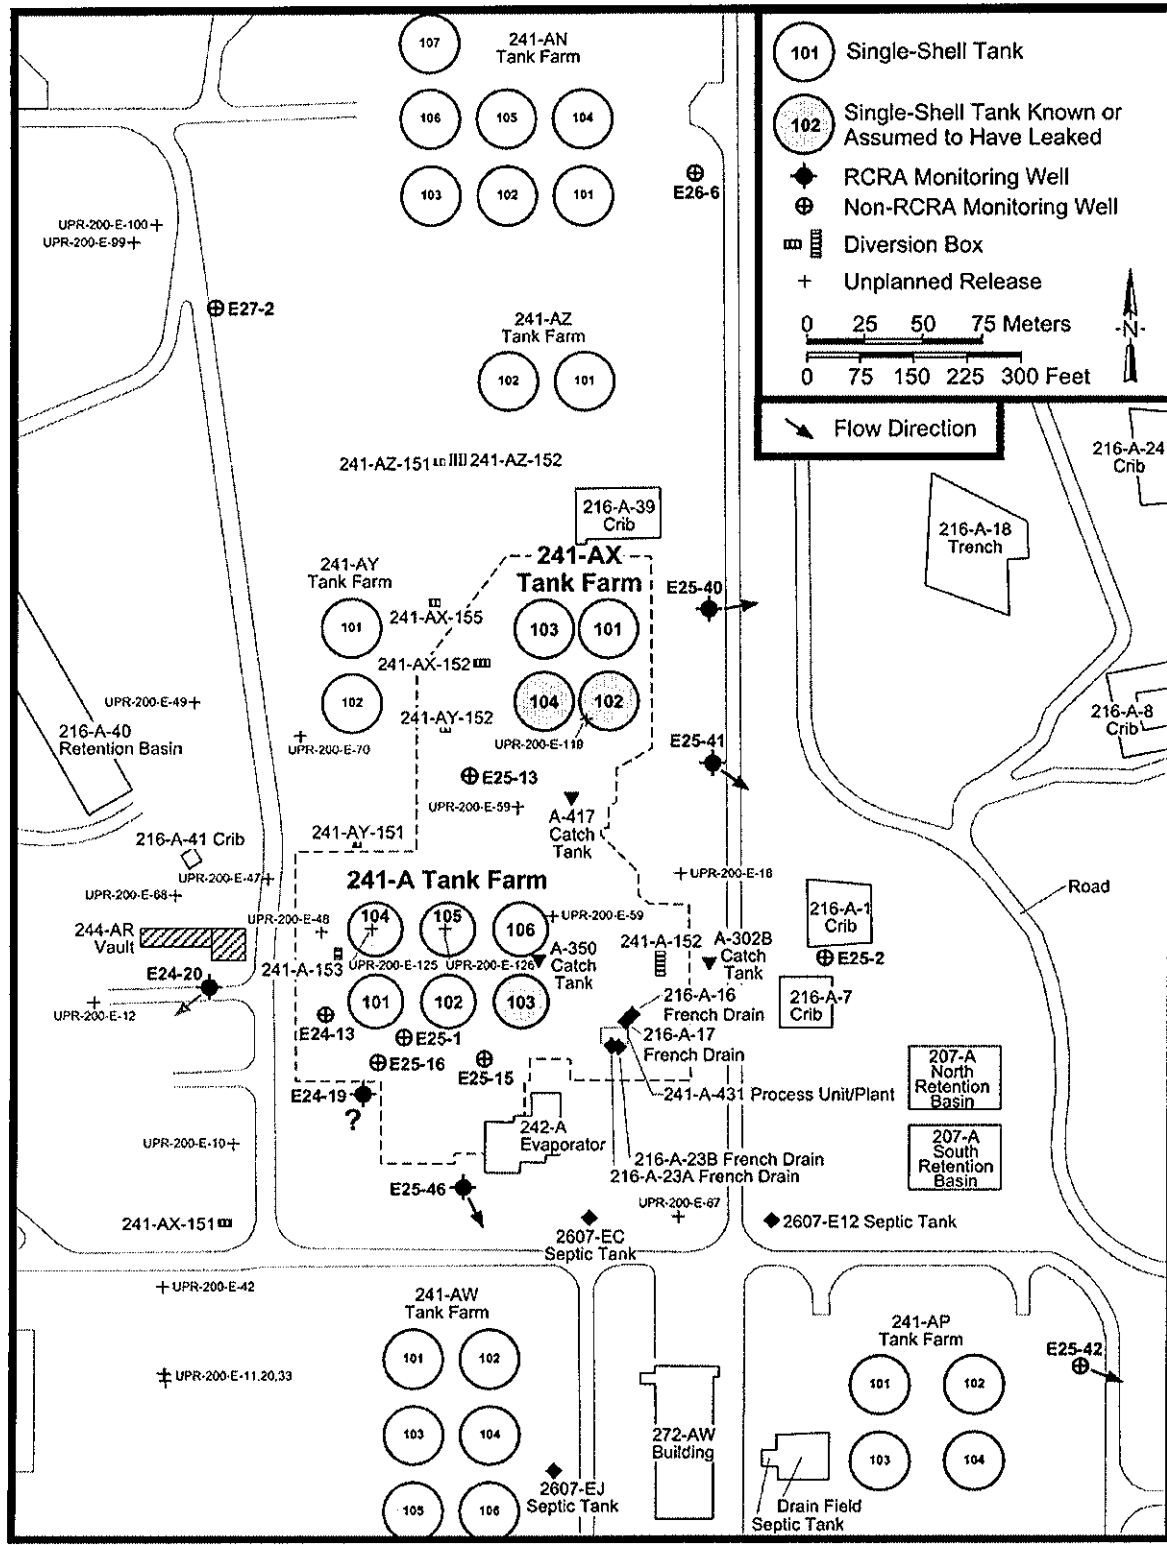 107
241-AN
Tank Farm
106
105
104
103
102
101
E26-6
101
Single-Shell Tank
102
Single-Shell Tank Known or
Assumed to Have Leaked
RCRA Monitoring Well
Non-RCRA Monitoring Well
Diversion Box
Unplanned Release
0 25 50 75 Meters
0 75 150 225 300 Feet
-N-
Flow Direction
UPR-200-E-100
UPR-200-E-99
E27-2
241-AZ
Tank Farm
102
101
241-AZ-151
241-AZ-152
216-A-39
Crib
216-A-24
Crib
216-A-18
Trench
241-AY
Tank Farm
101
102
241-AX
Tank Farm
103
101
104
102
241-AX-155
241-AX-152
241-AY-152
UPR-200-E-118
E25-40
E25-41
216-A-8
Crib
216-A-40
Retention Basin
UPR-200-E-49
UPR-200-E-70
E25-13
UPR-200-E-59
A-417
Catch
Tank
241-AY-151
216-A-41 Crib
UPR-200-E-47
UPR-200-E-68
241-A Tank Farm
UPR-200-E-18
Road
244-AR
Vault
UPR-200-E-48
104
105
106
UPR-200-E-59
241-A-152
A-302B
Catch
Tank
216-A-1
Crib
E25-2
241-A-153
UPR-200-E-125
UPR-200-E-126
A-350
Catch
Tank
E24-20
UPR-200-E-12
101
102
103
E24-13
E25-1
E25-16
E25-15
216-A-16
French Drain
216-A-17
French Drain
216-A-7
Crib
E24-19
?
241-A-431 Process Unit/Plant
207-A
North
Retention
Basin
242-A
Evaporator
216-A-23B French Drain
216-A-23A French Drain
207-A
South
Retention
Basin
UPR-200-E-10
E25-46
UPR-200-E-67
241-AX-151
2607-EC
Septic Tank
2607-E12 Septic Tank
UPR-200-E-42
241-AW
Tank Farm
101
102
103
104
105
106
UPR-200-E-11,20,33
2607-EJ
Septic Tank
272-AW
Building
241-AP
Tank Farm
101
102
103
104
E25-42
Drain Field
Septic Tank